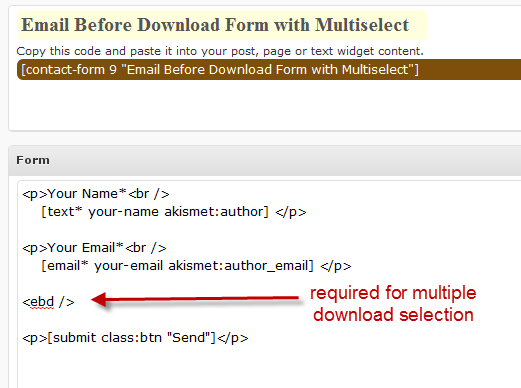 Email Before Download Form with Multiselect
Copy this code and paste it into your post, page or text widget content.
[contact-form 9 "Email Before Download Form with Multiselect"]
Form
<p>Your Name*<br />
[text* your-name akismet:author] </p>
<p>Your Email*<br />
[email* your-email akismet:author_email] </p>
<ebd />
required for multiple
download selection
<p>[submit class:btn "Send"]</p>